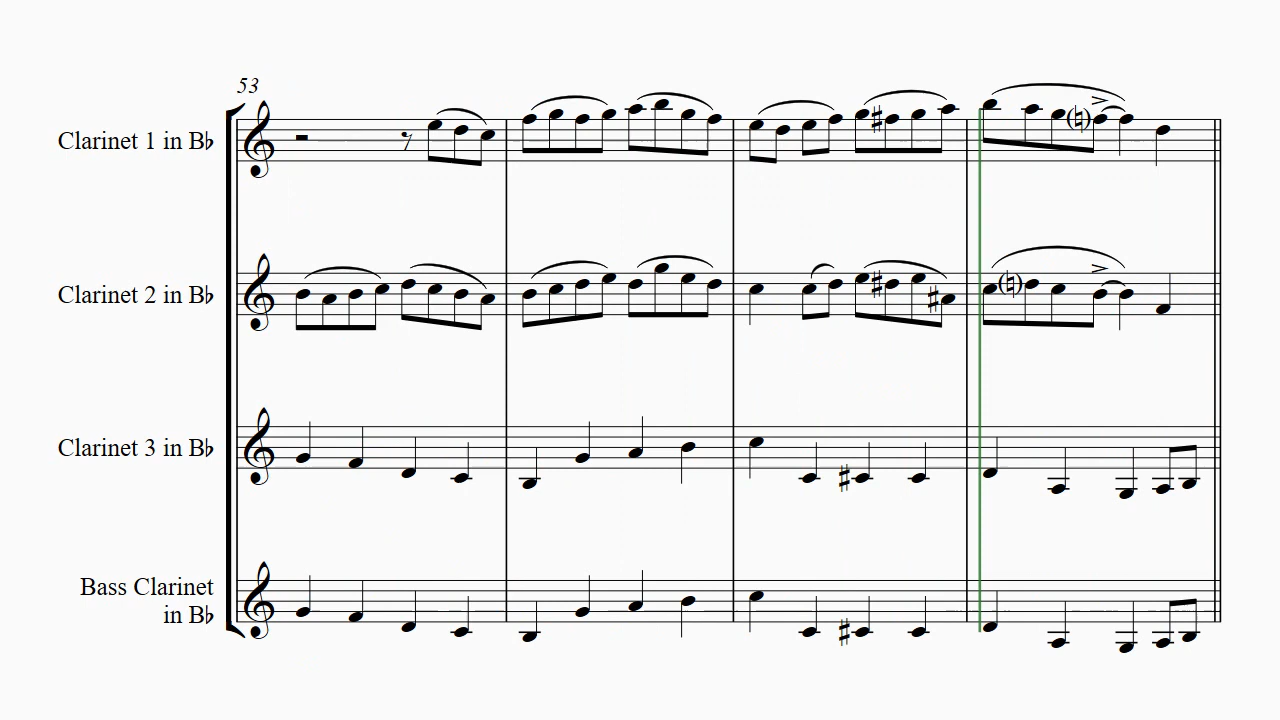 53
Clarinet 1 in B♭
Clarinet 2 in B♭
Clarinet 3 in B♭
Bass Clarinet
in B♭